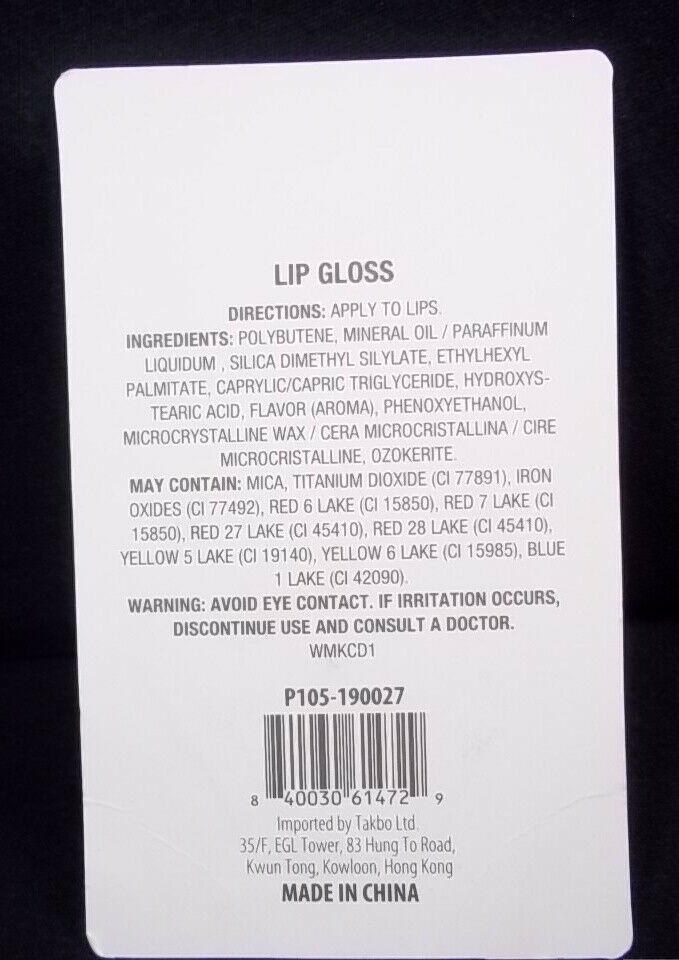 LIP GLOSS
DIRECTIONS: APPLY TO LIPS.
INGREDIENTS: POLYBUTENE, MINERAL OIL / PARAFFINUM
LIQUIDUM , SILICA DIMETHYL SILYLATE, ETHYLHEXYL
PALMITATE, CAPRYLIC/CAPRIC TRIGLYCERIDE, HYDROXYS-
TEARIC ACID, FLAVOR (AROMA), PHENOXYETHANOL,
MICROCRYSTALLINE WAX / CERA MICROCRISTALLINA / CIRE
MICROCRISTALLINE, OZOKERITE.
MAY CONTAIN: MICA, TITANIUM DIOXIDE (CI 77891), IRON
OXIDES (CI 77492), RED 6 LAKE (CI 15850), RED 7 LAKE (CI
15850), RED 27 LAKE (CI 45410), RED 28 LAKE (CI 45410),
YELLOW 5 LAKE (CI 19140), YELLOW 6 LAKE (CI 15985), BLUE
1 LAKE (CI 42090).
WARNING: AVOID EYE CONTACT. IF IRRITATION OCCURS,
DISCONTINUE USE AND CONSULT A DOCTOR.
WMKCD1
P105-190027
8 40030 61472 9
Imported by Takbo Ltd.
35/F, EGL Tower, 83 Hung To Road,
Kwun Tong, Kowloon, Hong Kong
MADE IN CHINA